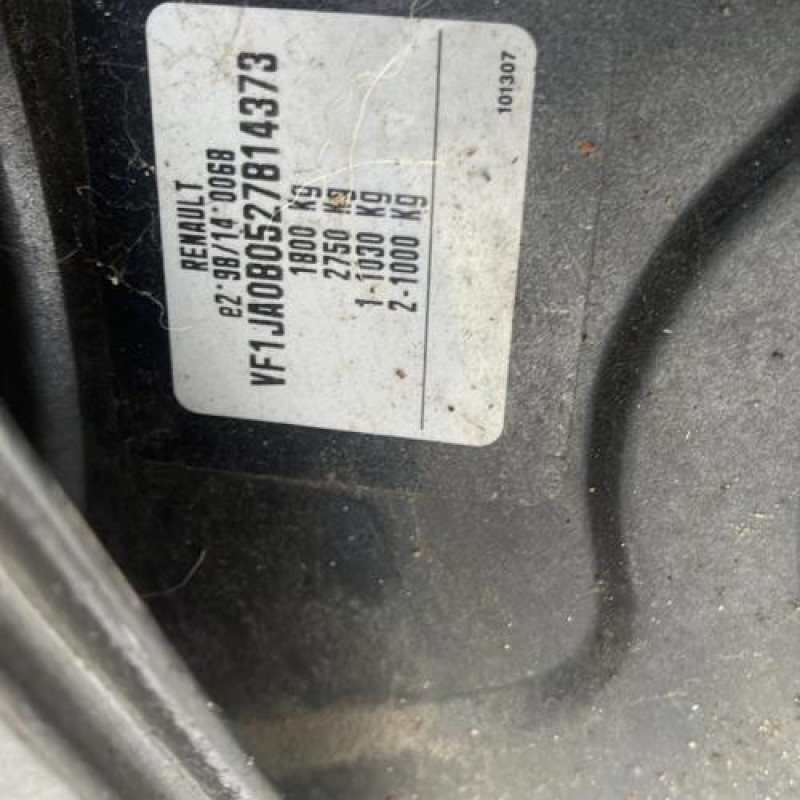 RENAULT
e2*98/14*0068
VF1JA0B0527814373
1800 Kg
2750 Kg
1-1030 Kg
2-1000 Kg
101307